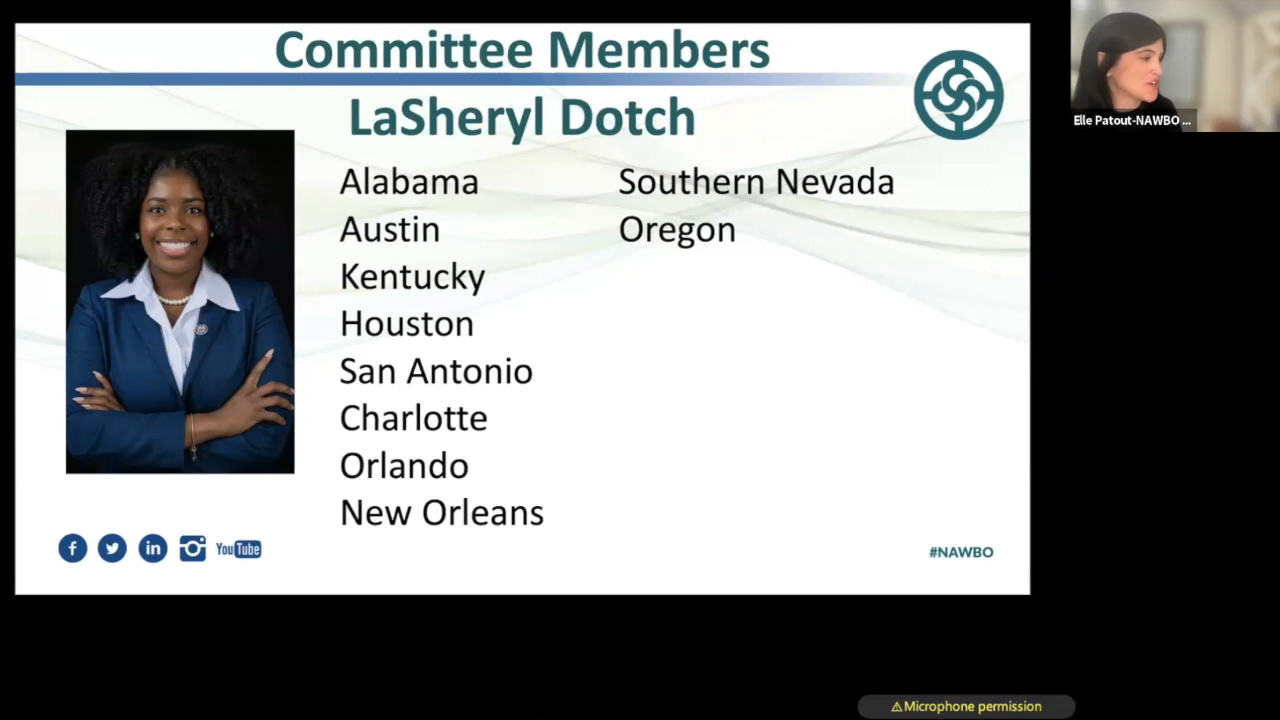 Committee Members
LaSheryl Dotch
Alabama
Austin
Kentucky
Houston
San Antonio
Charlotte
Orlando
New Orleans
Southern Nevada
Oregon
YouTube
#NAWBO
Elle Patout-NAWBO ...
⚠Microphone permission